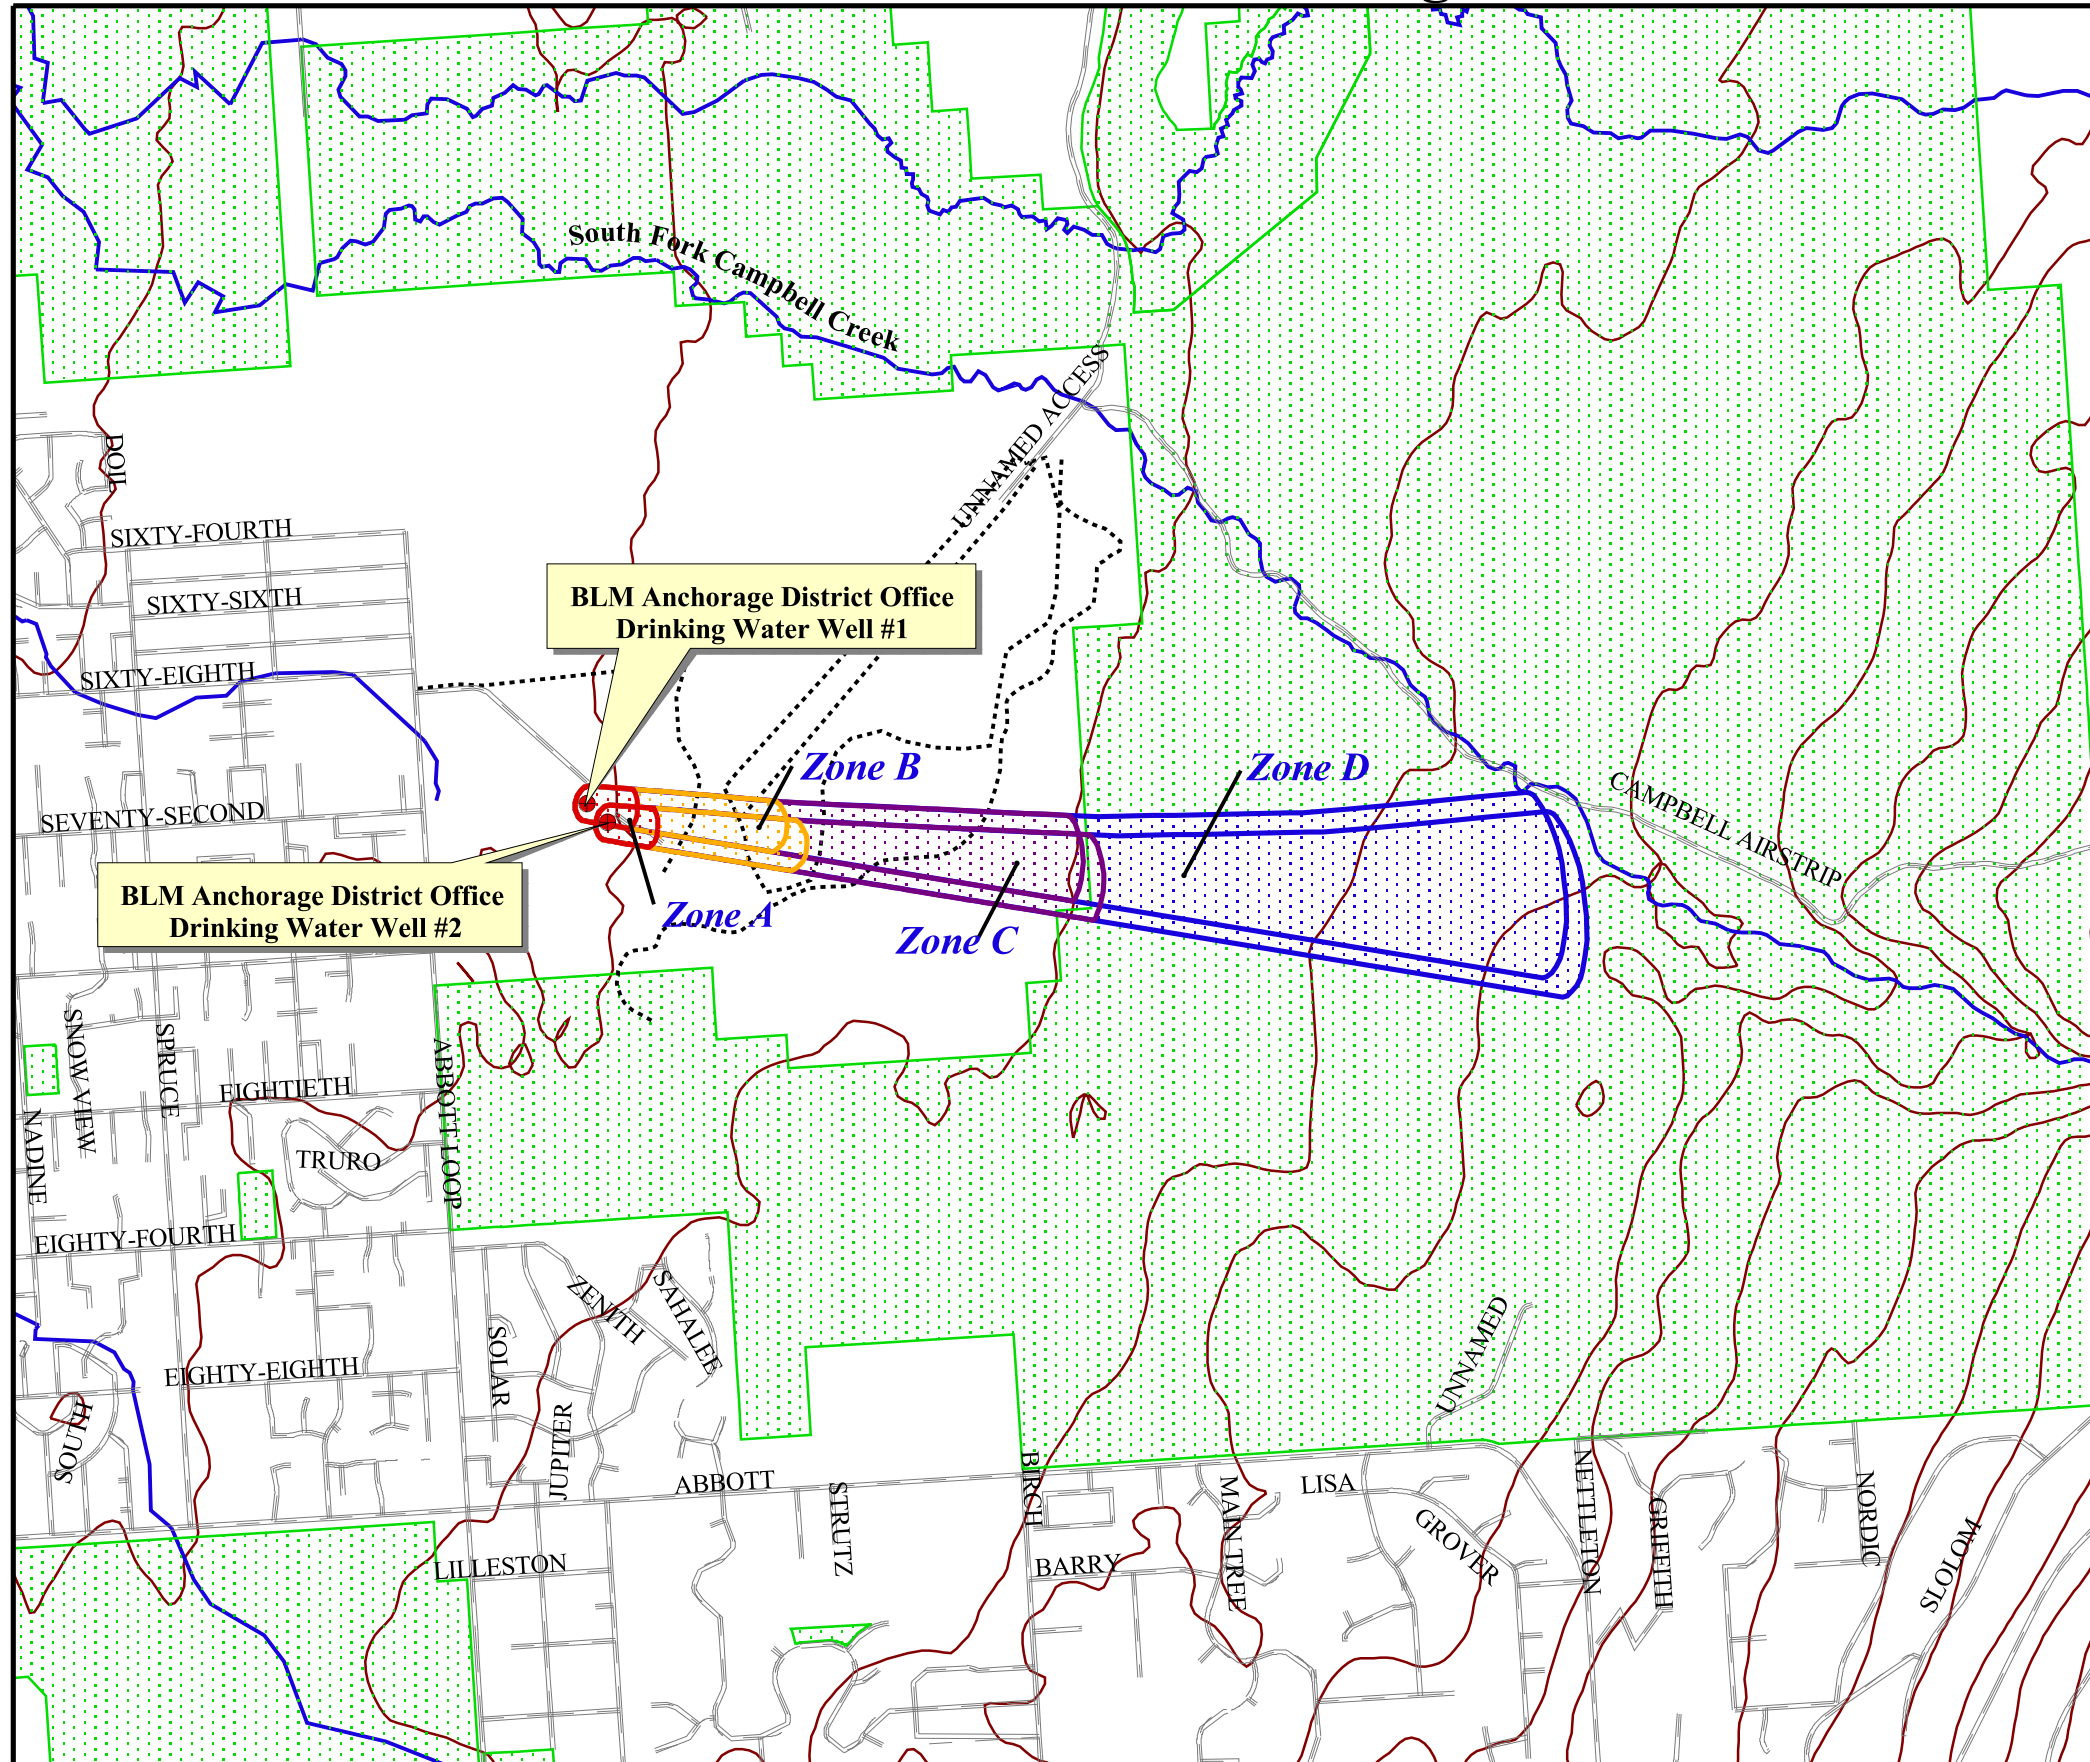 South Fork Campbell Creek
UNNAMED ACCESS
DOIL
SIXTY-FOURTH
SIXTY-SIXTH
SIXTY-EIGHTH
BLM Anchorage District Office
Drinking Water Well #1
Zone B
Zone D
SEVENTY-SECOND
CAMPBELL AIRSTRIP
BLM Anchorage District Office
Drinking Water Well #2
Zone A
Zone C
SNOW VIEW
SPRUCE
ABBOTT LOOP
EIGHTIETH
NADINE
TRURO
EIGHTY-FOURTH
ZENITH
SAHALEE
SOLAR
UNNAMED
EIGHTY-EIGHTH
SOUTH
JUPITER
ABBOTT
STRUTZ
BIRCH
MAIN TREE
LISA
GROVER
NETTLETON
GRIFFITH
NORDIC
SLOLOM
LILLESTON
BARRY